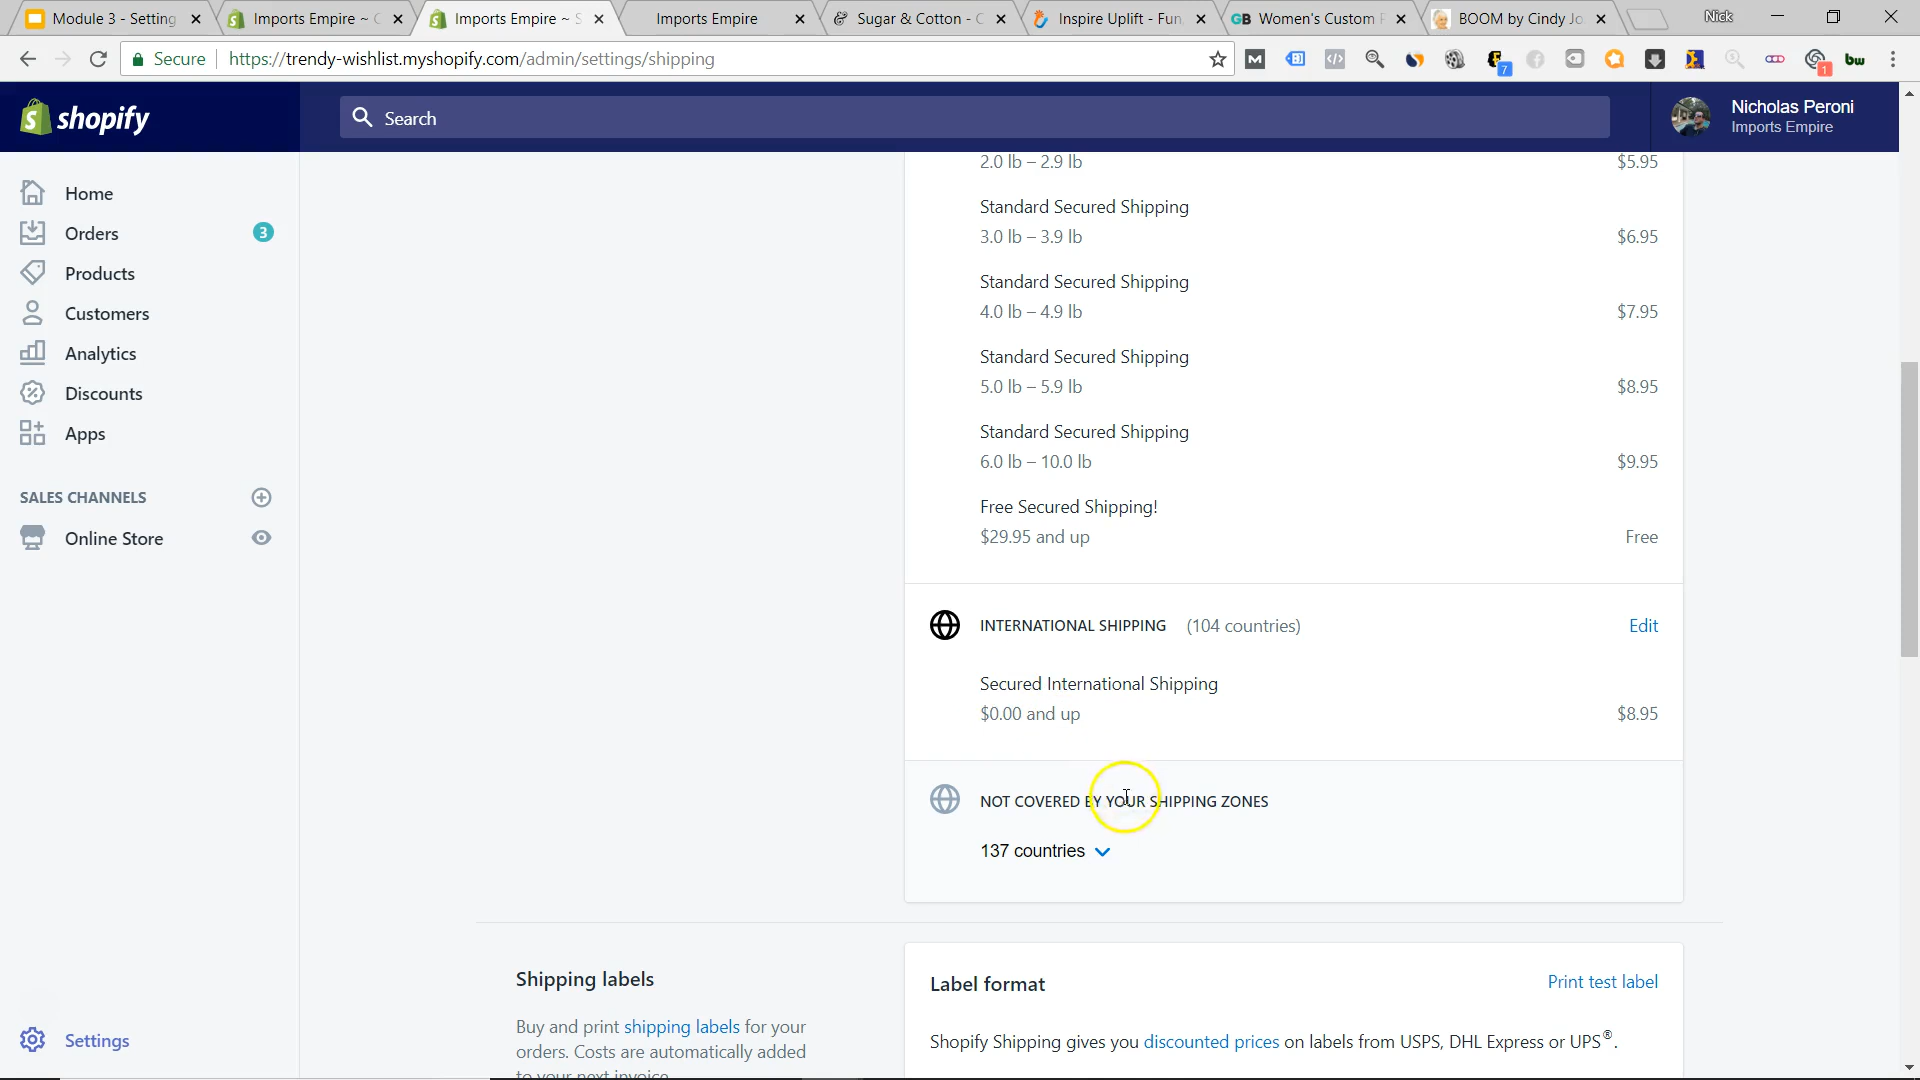 Module 3 - Setting
Imports Empire ~ C
Imports Empire ~ S
Imports Empire
Sugar & Cotton - C
Inspire Uplift - Fun,
GB Women's Custom F
BOOM by Cindy Jo
Nick
Secure
https://trendy-wishlist.myshopify.com/admin/settings/shipping
7
1
bw
shopify
Search
Nicholas Peroni
Imports Empire
Home
Orders
3
Products
Customers
Analytics
Discounts
Apps
SALES CHANNELS
Online Store
Settings
2.0 lb – 2.9 lb
$5.95
Standard Secured Shipping
3.0 lb – 3.9 lb
$6.95
Standard Secured Shipping
4.0 lb – 4.9 lb
$7.95
Standard Secured Shipping
5.0 lb – 5.9 lb
$8.95
Standard Secured Shipping
6.0 lb – 10.0 lb
$9.95
Free Secured Shipping!
$29.95 and up
Free
INTERNATIONAL SHIPPING (104 countries)
Edit
Secured International Shipping
$0.00 and up
$8.95
NOT COVERED BY YOUR SHIPPING ZONES
137 countries
Shipping labels
Buy and print shipping labels for your
orders. Costs are automatically added
to your next invoice.
Label format
Print test label
Shopify Shipping gives you discounted prices on labels from USPS, DHL Express or UPS®.